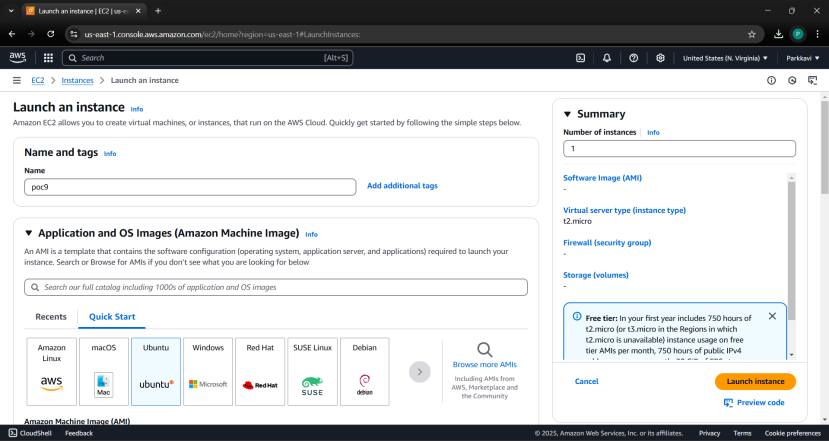 Launch an instance | EC2 | us-e
us-east-1.console.aws.amazon.com/ec2/home?region=us-east-1#LaunchInstances:
P
aws
Search
[Alt+S]
United States (N. Virginia)
Parkkavi
EC2 > Instances > Launch an instance
Launch an instance Info
Amazon EC2 allows you to create virtual machines, or instances, that run on the AWS Cloud. Quickly get started by following the simple steps below.
Name and tags Info
Name
poc9
Add additional tags
Application and OS Images (Amazon Machine Image) Info
An AMI is a template that contains the software configuration (operating system, application server, and applications) required to launch your
instance. Search or Browse for AMIs if you don't see what you are looking for below
Search our full catalog including 1000s of application and OS images
Recents
Quick Start
Amazon
Linux
aws
macOS
Mac
Ubuntu
ubuntu
Windows
Microsoft
Red Hat
Red Hat
SUSE Linux
SUSE
Debian
debian
Browse more AMIs
Including AMIs from
AWS, Marketplace and
the Community
Amazon Machine Image (AMI)
Summary
Number of instances Info
1
Software Image (AMI)
-
Virtual server type (instance type)
t2.micro
Firewall (security group)
-
Storage (volumes)
-
Free tier: In your first year includes 750 hours of
t2.micro (or t3.micro in the Regions in which
t2.micro is unavailable) instance usage on free
tier AMIs per month, 750 hours of public IPv4
Cancel
Launch instance
Preview code
CloudShell
Feedback
© 2025, Amazon Web Services, Inc. or its affiliates.
Privacy
Terms
Cookie preferences